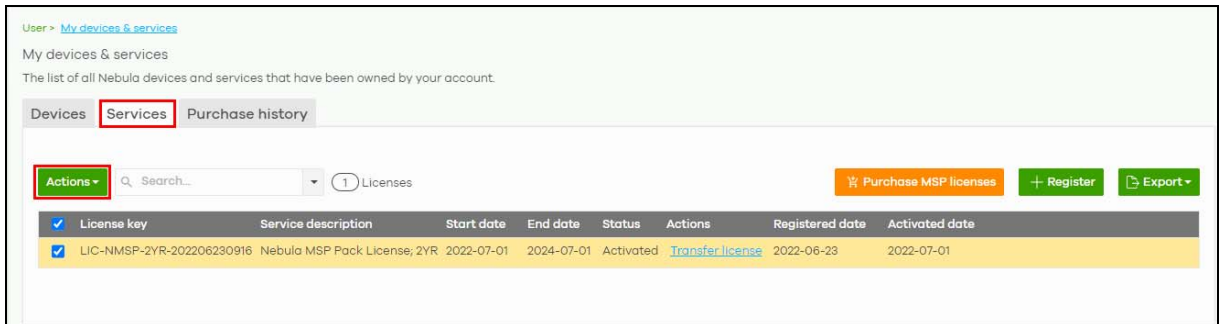 User > My devices & services
My devices & services
The list of all Nebula devices and services that have been owned by your account.
Devices Services Purchase history
Actions Search... 1 Licenses Purchase MSP licenses + Register Export
License key Service description Start date End date Status Actions Registered date Activated date
LIC-NMSP-2YR-202206230916 Nebula MSP Pack License; 2YR 2022-07-01 2024-07-01 Activated Transfer license 2022-06-23 2022-07-01